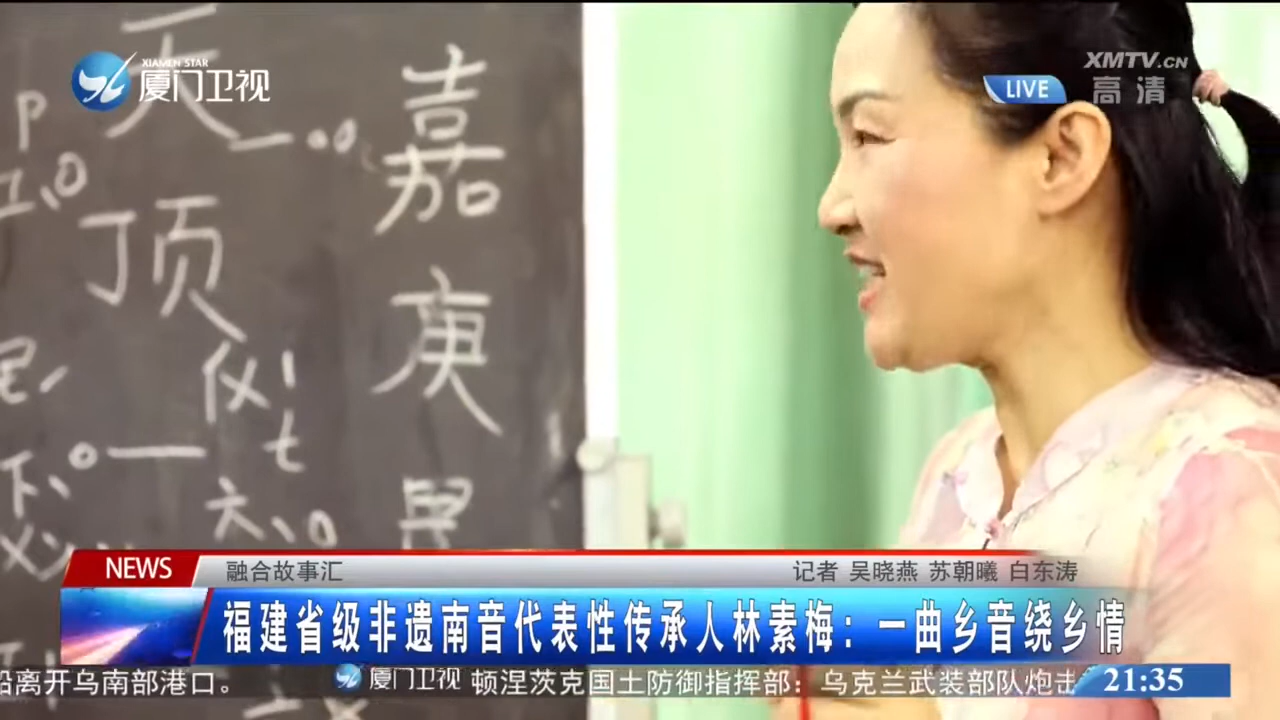 XIAMEN STAR
厦门卫视
LIVE
XMTV.CN
高清
天
顶
仪
嘉
庚
NEWS
融合故事汇
记者 吴晓燕 苏朝曦 白东涛
福建省级非遗南音代表性传承人林素梅：一曲乡音绕乡情
船离开乌南部港口。
厦门卫视
顿涅茨克国土防御指挥部：乌克兰武装部队炮击
21:35